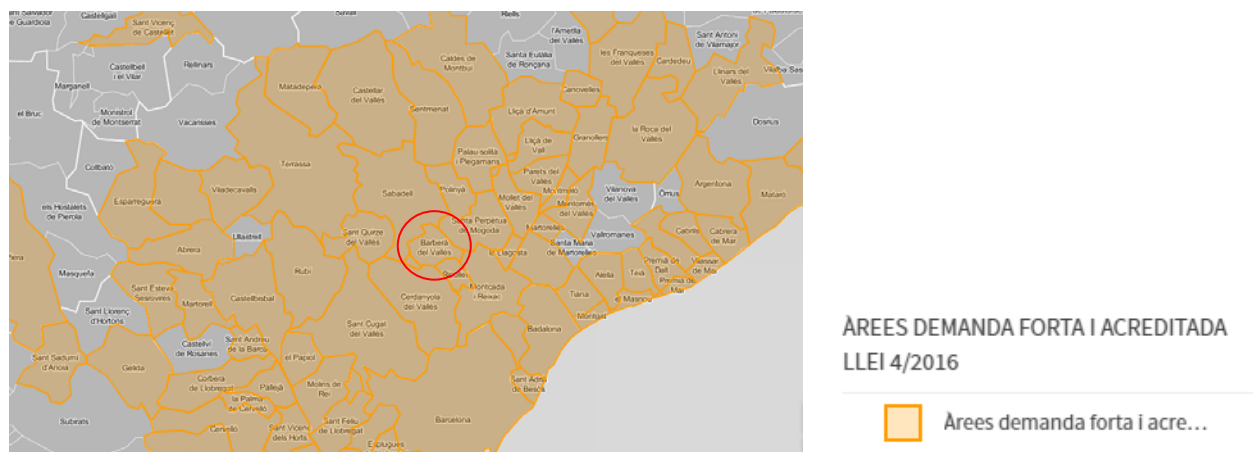 Sant Salvador
de Guardiola
Castellgalí
Sant Vicenç
de Castellet
Riells
l'Ametlla
del Vallès
Sant Antoni
de Vilamajor
Castellbell
i el Vilar
Rellinars
Caldes de
Montbui
Santa Eulàlia
de Ronçana
les Franqueses
del Vallès
Cardedeu
Llinars del
Vallès
Marganell
Matadepera
Castellar
del Vallès
Canovelles
el Bruc
Monistrol
de Montserrat
Vacarisses
Sentmenat
Lliçà d'Amunt
Dosrius
Lliçà de
Vall
Granollers
la Roca del
Vallès
Palau-solità
i Plegamans
Collbató
Terrassa
Parets del
Vallès
Esparreguera
Viladecavalls
Sabadell
Polinyà
Mollet del
Vallès
Montmeló
Vilanova
del Vallès
Òrrius
Argentona
Mataró
els Hostalets
de Pierola
Montornès
del Vallès
Santa Perpètua
de Mogoda
Martorelles
Vallromanes
Cabrils
Cabrera
de Mar
Ullastrell
Sant Quirze
del Vallès
Barberà
del Vallès
la Llagosta
Santa Maria
de Martorelles
Abrera
Masquefa
Rubí
Ripollet
Alella
Teià
Premià de
Dalt
Vilassar
de Mar
Premià de
Mar
Sant Esteve
Sesrovires
Martorell
Castellbisbal
Cerdanyola
del Vallès
Montcada
i Reixac
Tiana
el Masnou
Sant Llorenç
d'Hortons
Montgat
Sant Cugat
del Vallès
Badalona
Castellví
de Rosanes
Sant Andreu
de la Barca
Sant Sadurní
d'Anoia
Gelida
el Papiol
Corbera
de Llobregat
Pallejà
Molins de
Rei
Sant Adrià
de Besòs
la Palma
de Cervelló
Subirats
Cervelló
Sant Vicenç
dels Horts
Sant Feliu
de Llobregat
Barcelona
Esplugues
ÀREES DEMANDA FORTA I ACREDITADA
LLEI 4/2016
Àrees demanda forta i acre...